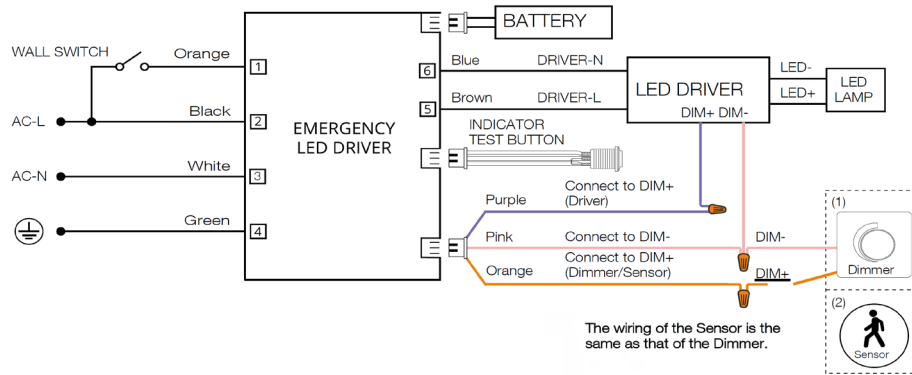 BATTERY
WALL SWITCH
Orange
1
6
Blue
DRIVER-N
LED DRIVER
DIM+ DIM-
LED-
LED+
LED
LAMP
Black
2
5
Brown
DRIVER-L
AC-L
EMERGENCY
LED DRIVER
INDICATOR
TEST BUTTON
White
3
AC-N
Green
4
Purple
Connect to DIM+
(Driver)
Pink
Connect to DIM-
DIM-
Orange
Connect to DIM+
(Dimmer/Sensor)
DIM+
(1)
Dimmer
(2)
Sensor
The wiring of the Sensor is the
same as that of the Dimmer.